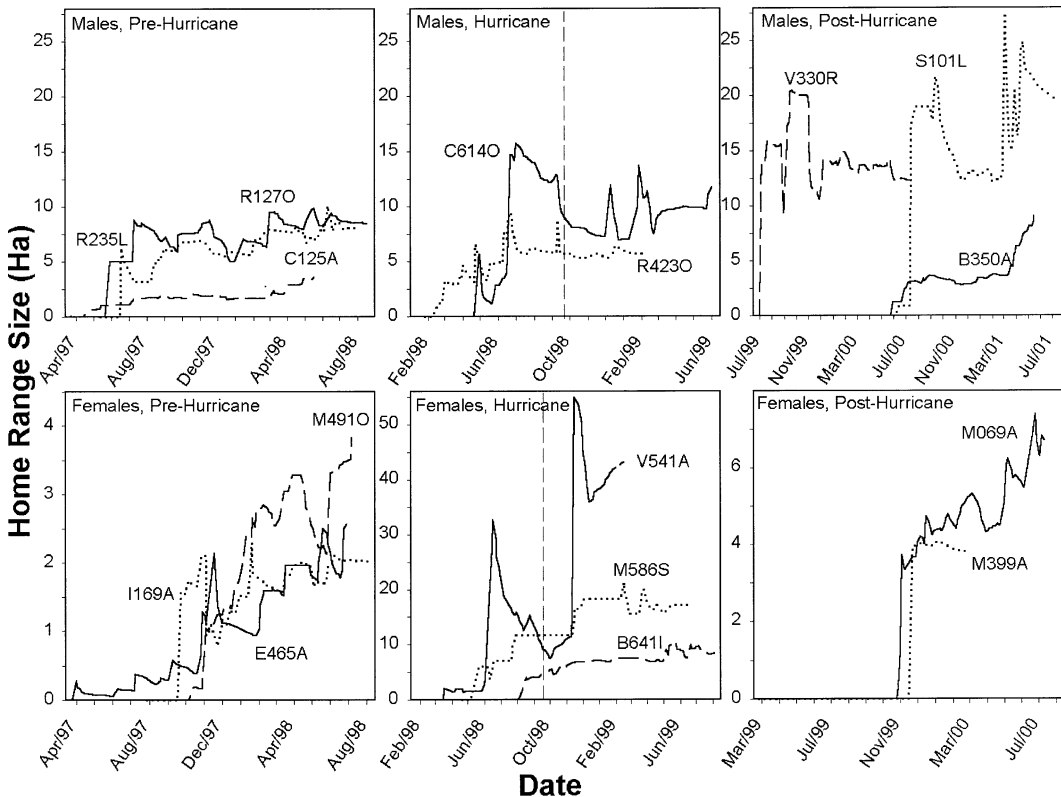 Home Range Size (Ha)
Males, Pre-Hurricane
25
20
15
10
5
0
R127O
R235L
C125A
Apr/97
Aug/97
Dec/97
Apr/98
Aug/98
Males, Hurricane
25
20
15
10
5
0
C614O
R423O
Feb/98
Jun/98
Oct/98
Feb/99
Jun/99
Males, Post-Hurricane
25
20
15
10
5
0
V330R
S101L
B350A
Jul/99
Nov/99
Mar/00
Jul/00
Nov/00
Mar/01
Jul/01
Females, Pre-Hurricane
4
3
2
1
0
M491O
I169A
E465A
Apr/97
Aug/97
Dec/97
Apr/98
Aug/98
Females, Hurricane
50
40
30
20
10
0
V541A
M586S
B641I
Feb/98
Jun/98
Oct/98
Feb/99
Jun/99
Females, Post-Hurricane
6
4
2
0
M069A
M399A
Mar/99
Jul/99
Nov/99
Mar/00
Jul/00
Date